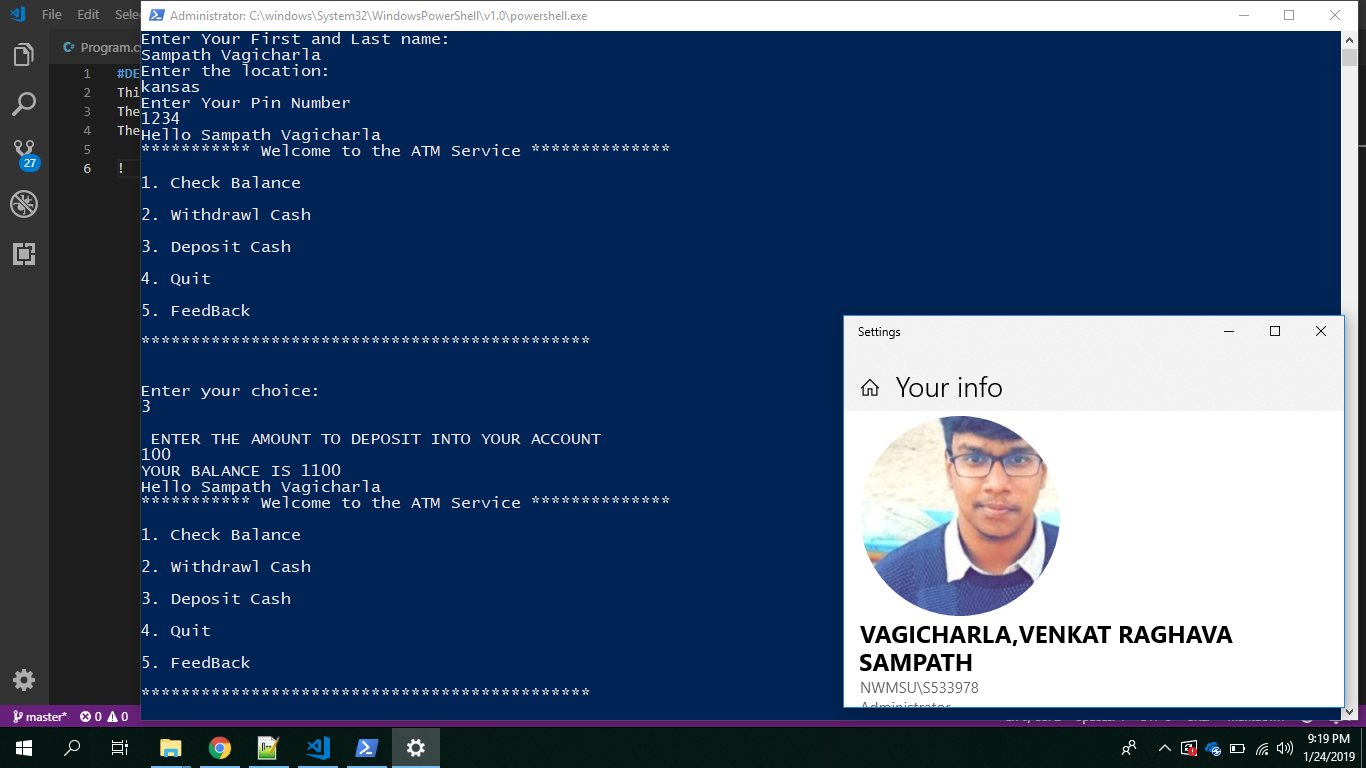 File Edit Sele
Administrator: C:\windows\System32\WindowsPowerShell\v1.0\powershell.exe
Program.c
1 #DE
2 Thi
3 The
4 The
5
6 !
27
Enter Your First and Last name:
Sampath Vagicharla
Enter the location:
kansas
Enter Your Pin Number
1234
Hello Sampath Vagicharla
*********** Welcome to the ATM Service **************
1. Check Balance
2. Withdrawl Cash
3. Deposit Cash
4. Quit
5. FeedBack
*********************************************
Enter your choice:
3
ENTER THE AMOUNT TO DEPOSIT INTO YOUR ACCOUNT
100
YOUR BALANCE IS 1100
Hello Sampath Vagicharla
*********** Welcome to the ATM Service **************
1. Check Balance
2. Withdrawl Cash
3. Deposit Cash
4. Quit
5. FeedBack
*********************************************
Settings
Your info
VAGICHARLA,VENKAT RAGHAVA
SAMPATH
NWMSU\S533978
Administrator
master* 0 0
9:19 PM
1/24/2019